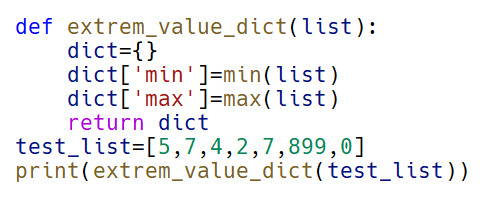 def extrem_value_dict(list):
    dict={}
    dict['min']=min(list)
    dict['max']=max(list)
    return dict
test_list=[5,7,4,2,7,899,0]
print(extrem_value_dict(test_list))